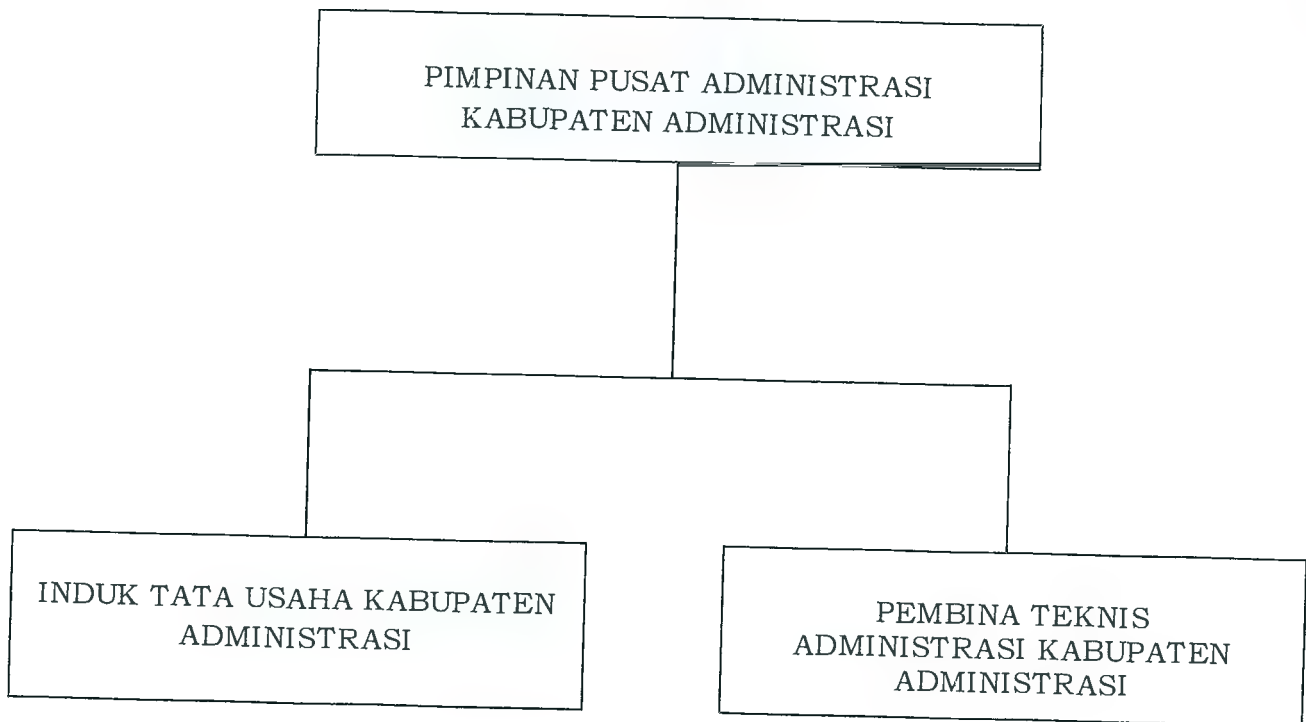 PIMPINAN PUSAT ADMINISTRASI
KABUPATEN ADMINISTRASI
INDUK TATA USAHA KABUPATEN
ADMINISTRASI
PEMBINA TEKNIS
ADMINISTRASI KABUPATEN
ADMINISTRASI